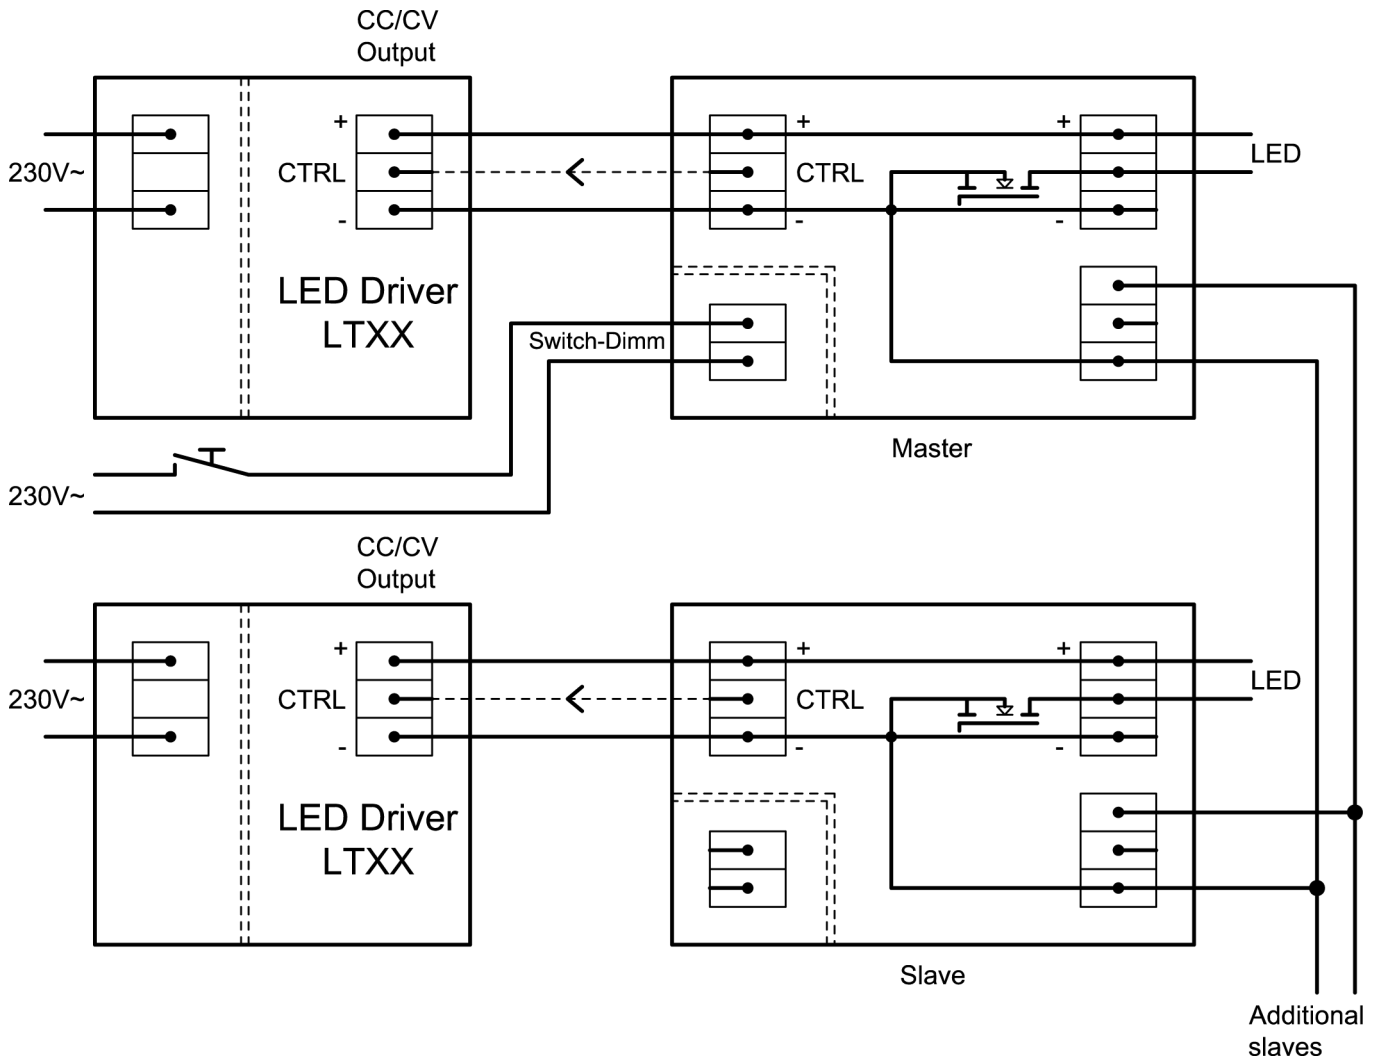 CC/CV
Output
+
+
+
230V~
CTRL
CTRL
LED
-
-
-
LED Driver
LTXX
Switch-Dimm
Master
230V~
CC/CV
Output
+
+
+
230V~
CTRL
CTRL
LED
-
-
-
LED Driver
LTXX
Slave
Additional
slaves